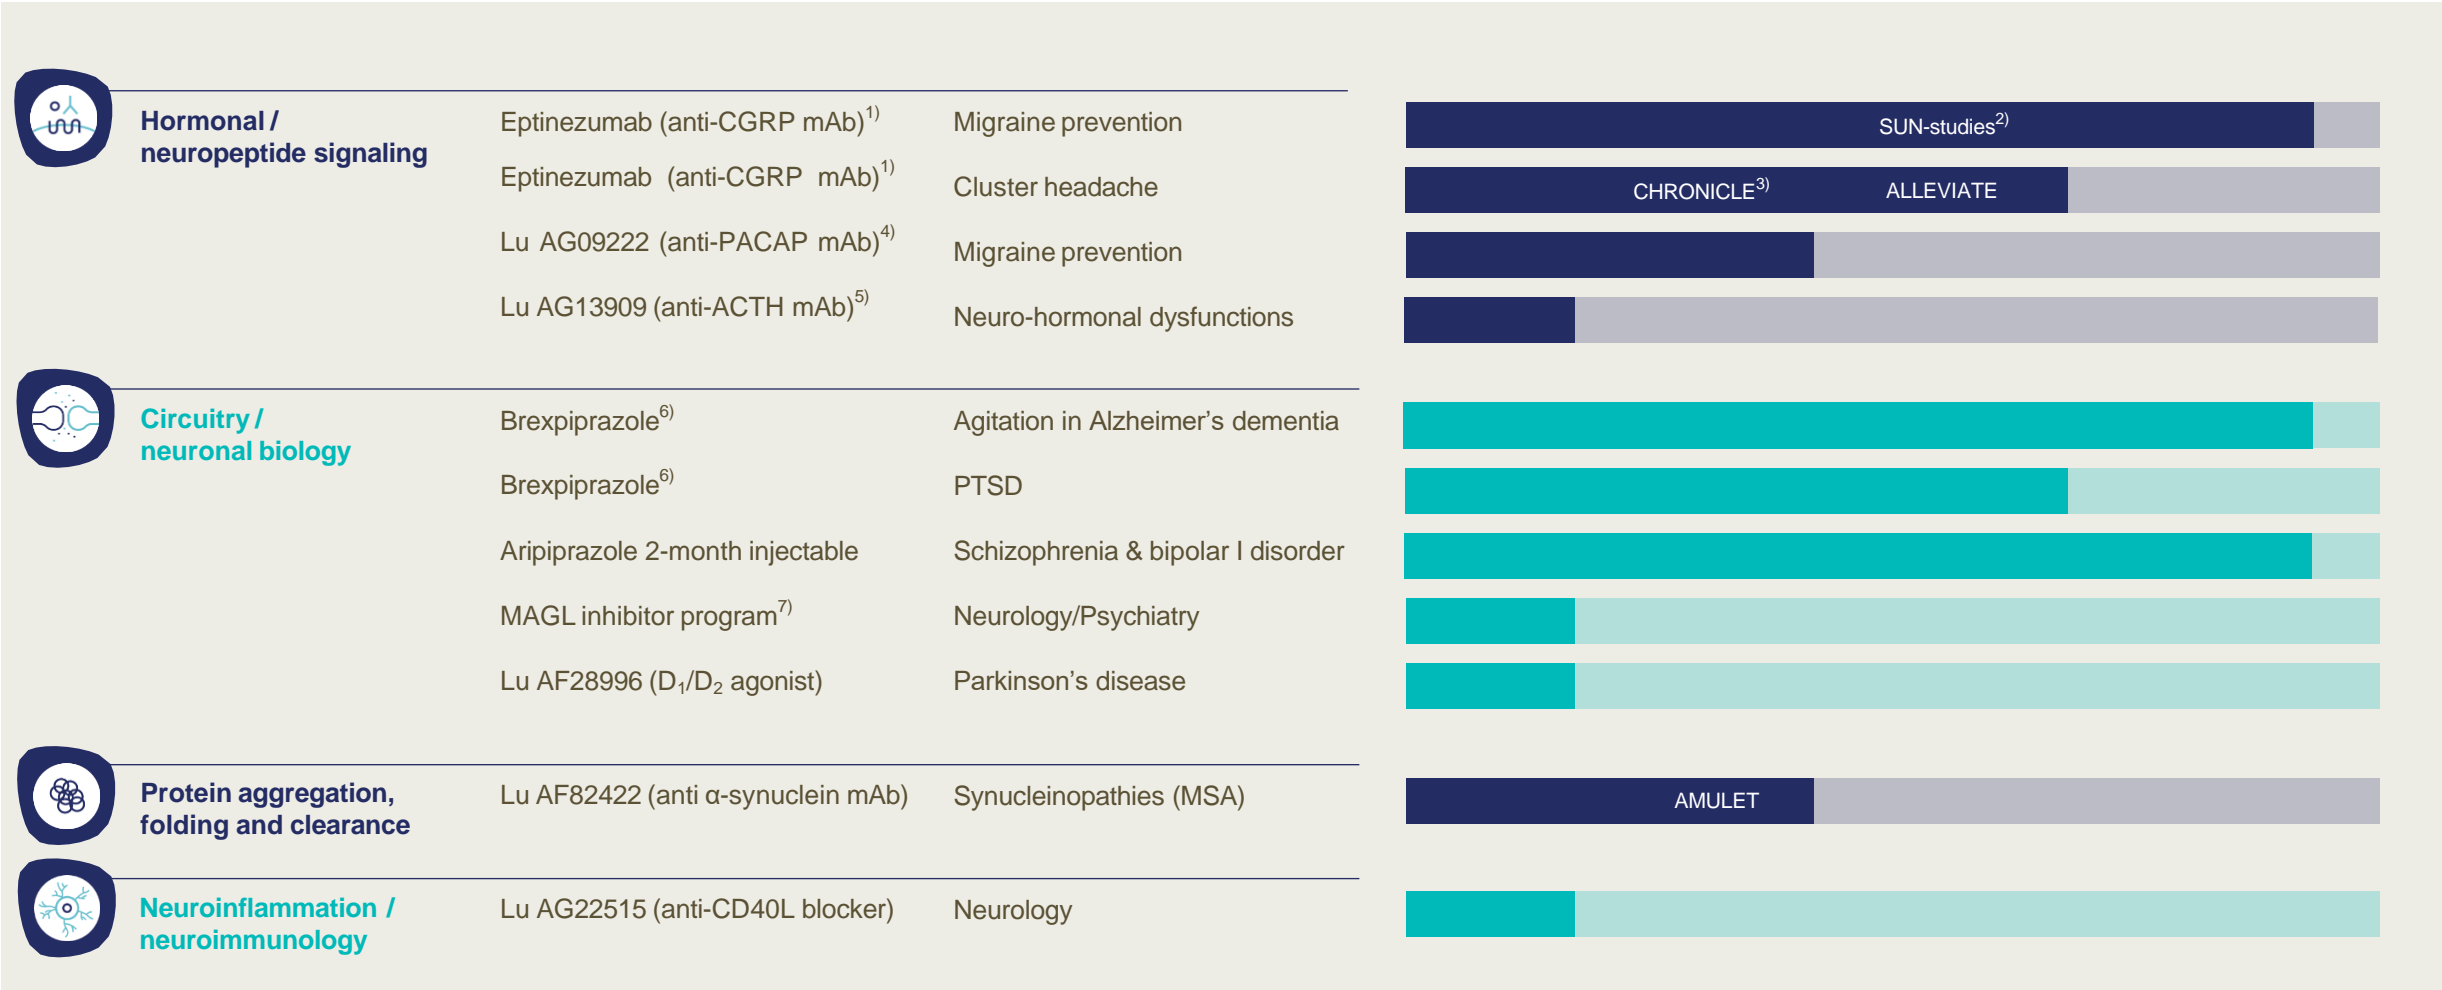 Hormonal /
neuropeptide signaling
Eptinezumab (anti-CGRP mAb)1)
Migraine prevention
SUN-studies2)
Eptinezumab (anti-CGRP mAb)1)
Cluster headache
CHRONICLE3)
ALLEVIATE
Lu AG09222 (anti-PACAP mAb)4)
Migraine prevention
Lu AG13909 (anti-ACTH mAb)5)
Neuro-hormonal dysfunctions
Circuitry /
neuronal biology
Brexpiprazole6)
Agitation in Alzheimer’s dementia
Brexpiprazole6)
PTSD
Aripiprazole 2-month injectable
Schizophrenia & bipolar I disorder
MAGL inhibitor program7)
Neurology/Psychiatry
Lu AF28996 (D1/D2 agonist)
Parkinson’s disease
Protein aggregation,
folding and clearance
Lu AF82422 (anti α-synuclein mAb)
Synucleinopathies (MSA)
AMULET
Neuroinflammation /
neuroimmunology
Lu AG22515 (anti-CD40L blocker)
Neurology